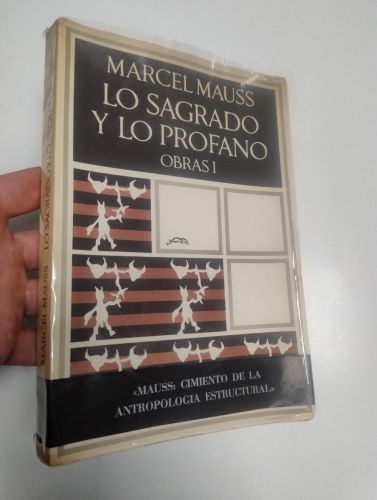 MARCEL MAUSS
LO SAGRADO
Y LO PROFANO
OBRAS 1
«MAUSS: CIMIENTO DE LA
ANTROPOLOGIA ESTRUCTURAL»
MARCEL MAUSS LO SAGRADO Y LO PROFANO